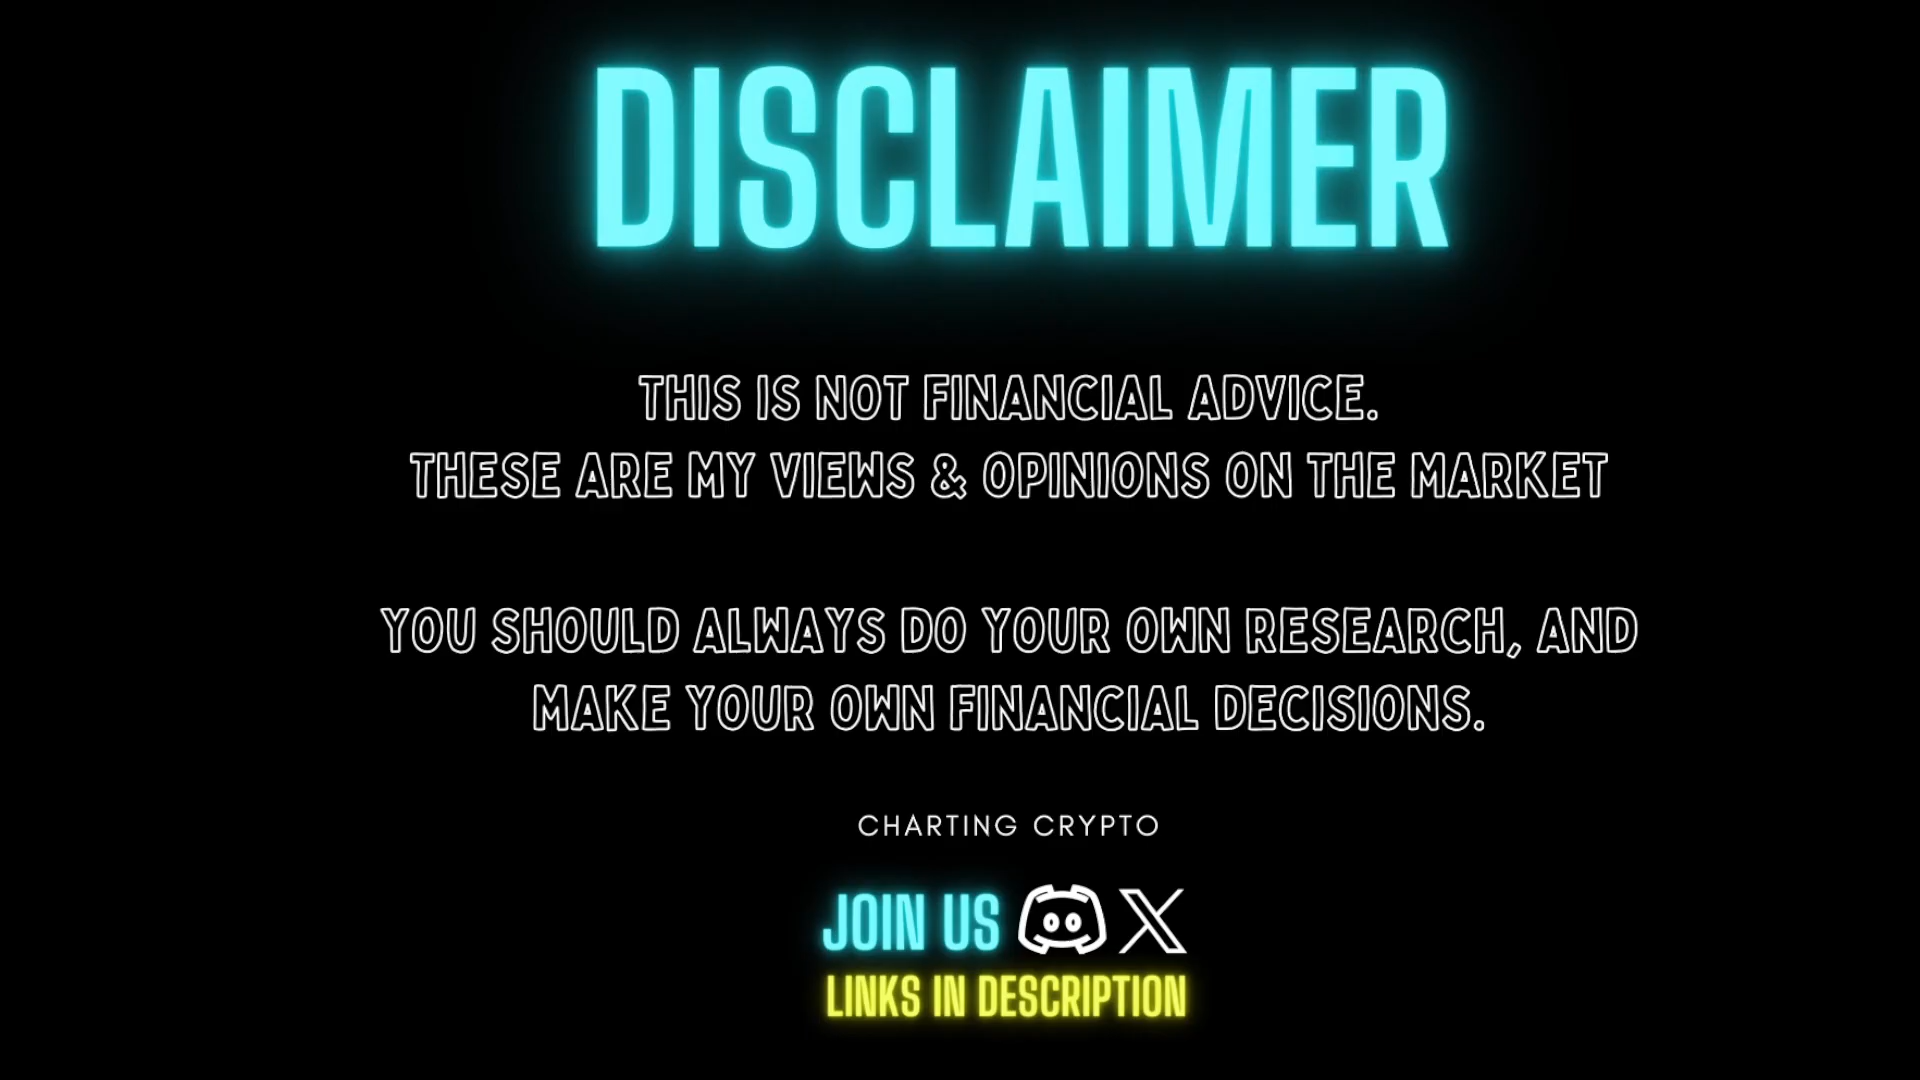 DISCLAIMER
THIS IS NOT FINANCIAL ADVICE.
THESE ARE MY VIEWS & OPINIONS ON THE MARKET
YOU SHOULD ALWAYS DO YOUR OWN RESEARCH, AND
MAKE YOUR OWN FINANCIAL DECISIONS.
CHARTING CRYPTO
JOIN US X
LINKS IN DESCRIPTION